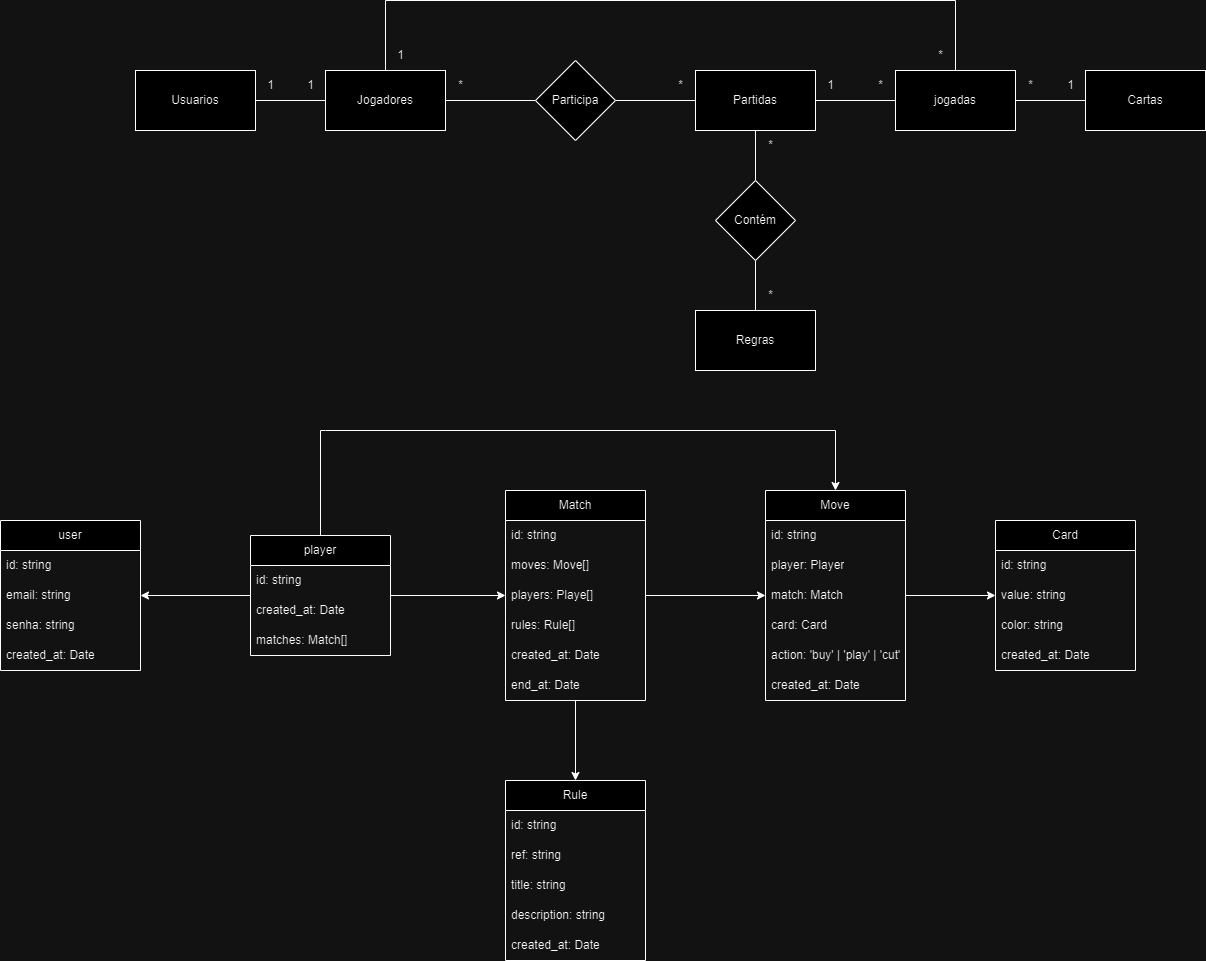 1
*
1
1
*
*
1
*
*
1
Usuarios
Jogadores
Participa
Partidas
jogadas
Cartas
*
Contém
*
Regras
user
id: string
email: string
senha: string
created_at: Date
player
id: string
created_at: Date
matches: Match[]
Match
id: string
moves: Move[]
players: Playe[]
rules: Rule[]
created_at: Date
end_at: Date
Move
id: string
player: Player
match: Match
card: Card
action: 'buy' | 'play' | 'cut'
created_at: Date
Card
id: string
value: string
color: string
created_at: Date
Rule
id: string
ref: string
title: string
description: string
created_at: Date